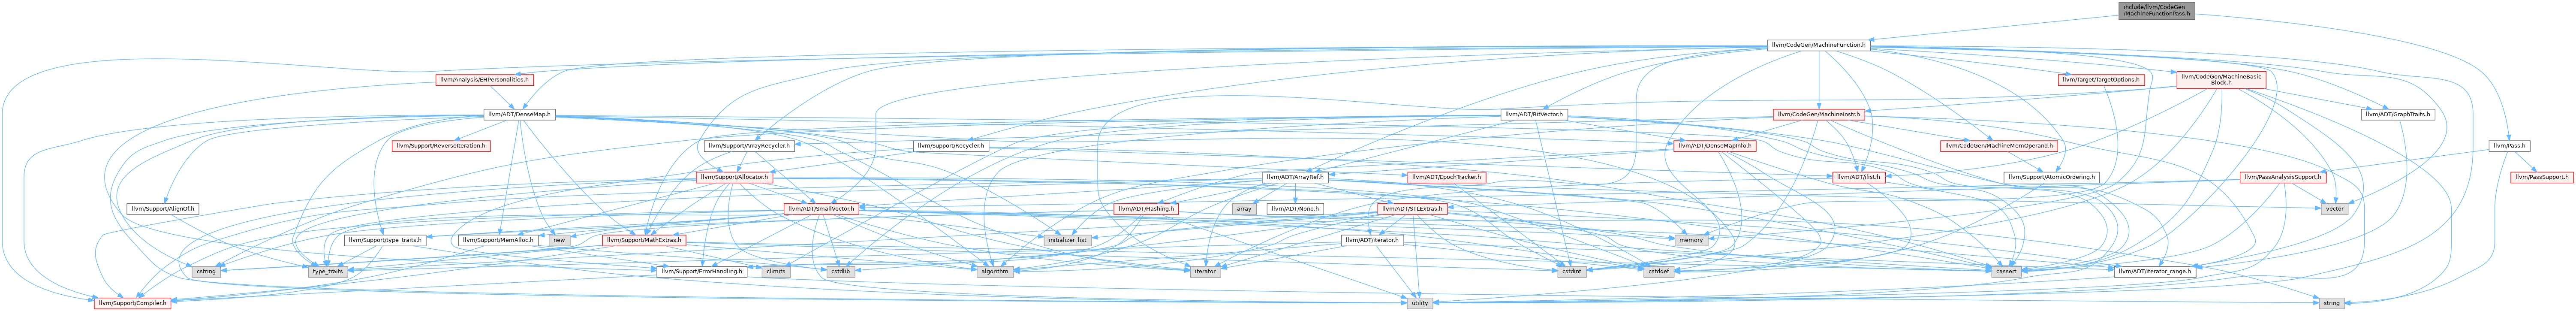 include/llvm/CodeGen
/MachineFunctionPass.h
llvm/CodeGen/MachineFunction.h
llvm/Analysis/EHPersonalities.h
llvm/Target/TargetOptions.h
llvm/CodeGen/MachineBasic
Block.h
llvm/ADT/DenseMap.h
llvm/ADT/BitVector.h
llvm/CodeGen/MachineInstr.h
llvm/ADT/GraphTraits.h
llvm/Support/ReverseIteration.h
llvm/Support/ArrayRecycler.h
llvm/Support/Recycler.h
llvm/ADT/DenseMapInfo.h
llvm/CodeGen/MachineMemOperand.h
llvm/Pass.h
llvm/Support/Allocator.h
llvm/ADT/ArrayRef.h
llvm/ADT/EpochTracker.h
llvm/ADT/ilist.h
llvm/Support/AtomicOrdering.h
llvm/PassAnalysisSupport.h
llvm/PassSupport.h
llvm/Support/AlignOf.h
llvm/ADT/SmallVector.h
llvm/ADT/Hashing.h
array
llvm/ADT/None.h
llvm/ADT/STLExtras.h
vector
llvm/Support/type_traits.h
llvm/Support/MemAlloc.h
new
llvm/Support/MathExtras.h
initializer_list
llvm/ADT/iterator.h
memory
cstring
type_traits
llvm/Support/ErrorHandling.h
climits
cstdlib
algorithm
iterator
cstdint
cstddef
cassert
llvm/ADT/iterator_range.h
llvm/Support/Compiler.h
utility
string